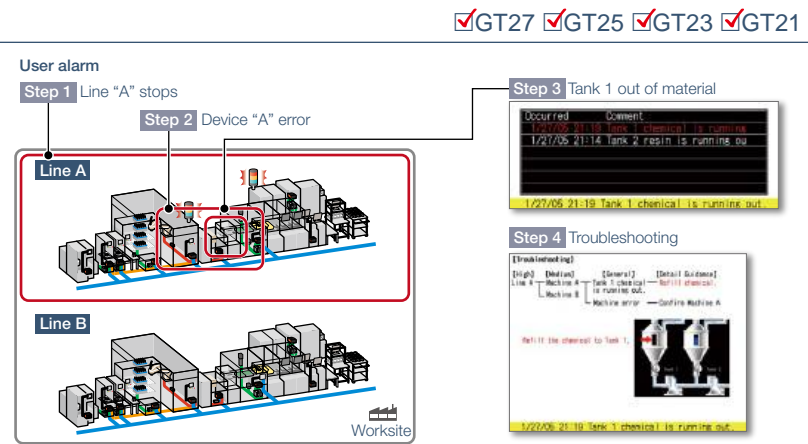 GT27 GT25 GT23 GT21
User alarm
Step 1 Line “A” stops
Step 2 Device “A” error
Step 3 Tank 1 out of material
Occurred Comment
1/27/05 21:19 Tank 1 chemical is running
1/27/05 21:14 Tank 2 resin is running ou
1/27/05 21:19 Tank 1 chemical is running out.
Step 4 Troubleshooting
[Troubleshooting]
[High] [Medium] [General] [Detail Guidance]
Line A Machine A Tank 1 chemical is running out. Refill chemical.
Machine B
Machine error Confirm Machine A
Refill the chemical to Tank 1.
Tank 1 Tank 2
1/27/05 21:19 Tank 1 chemical is running out.
Line A
Line B
Worksite